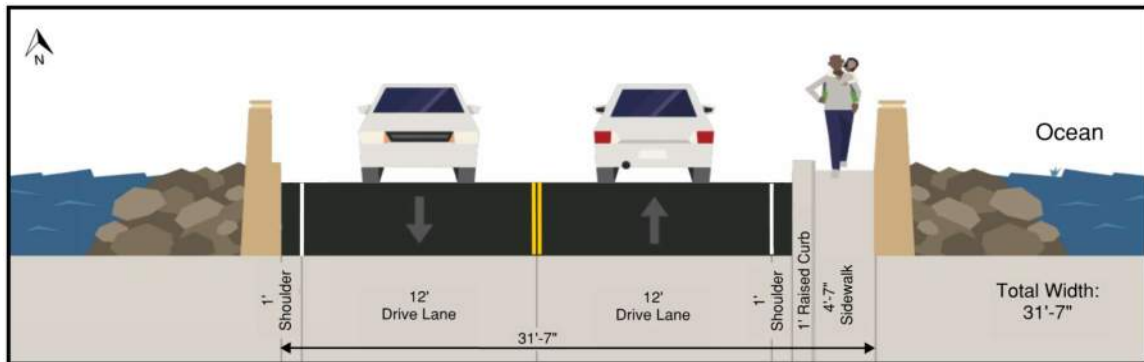 N
Ocean
1'
Shoulder
12'
Drive Lane
12'
Drive Lane
1'
Shoulder
1' Raised Curb
4'-7"
Sidewalk
Total Width:
31'-7"
31'-7"